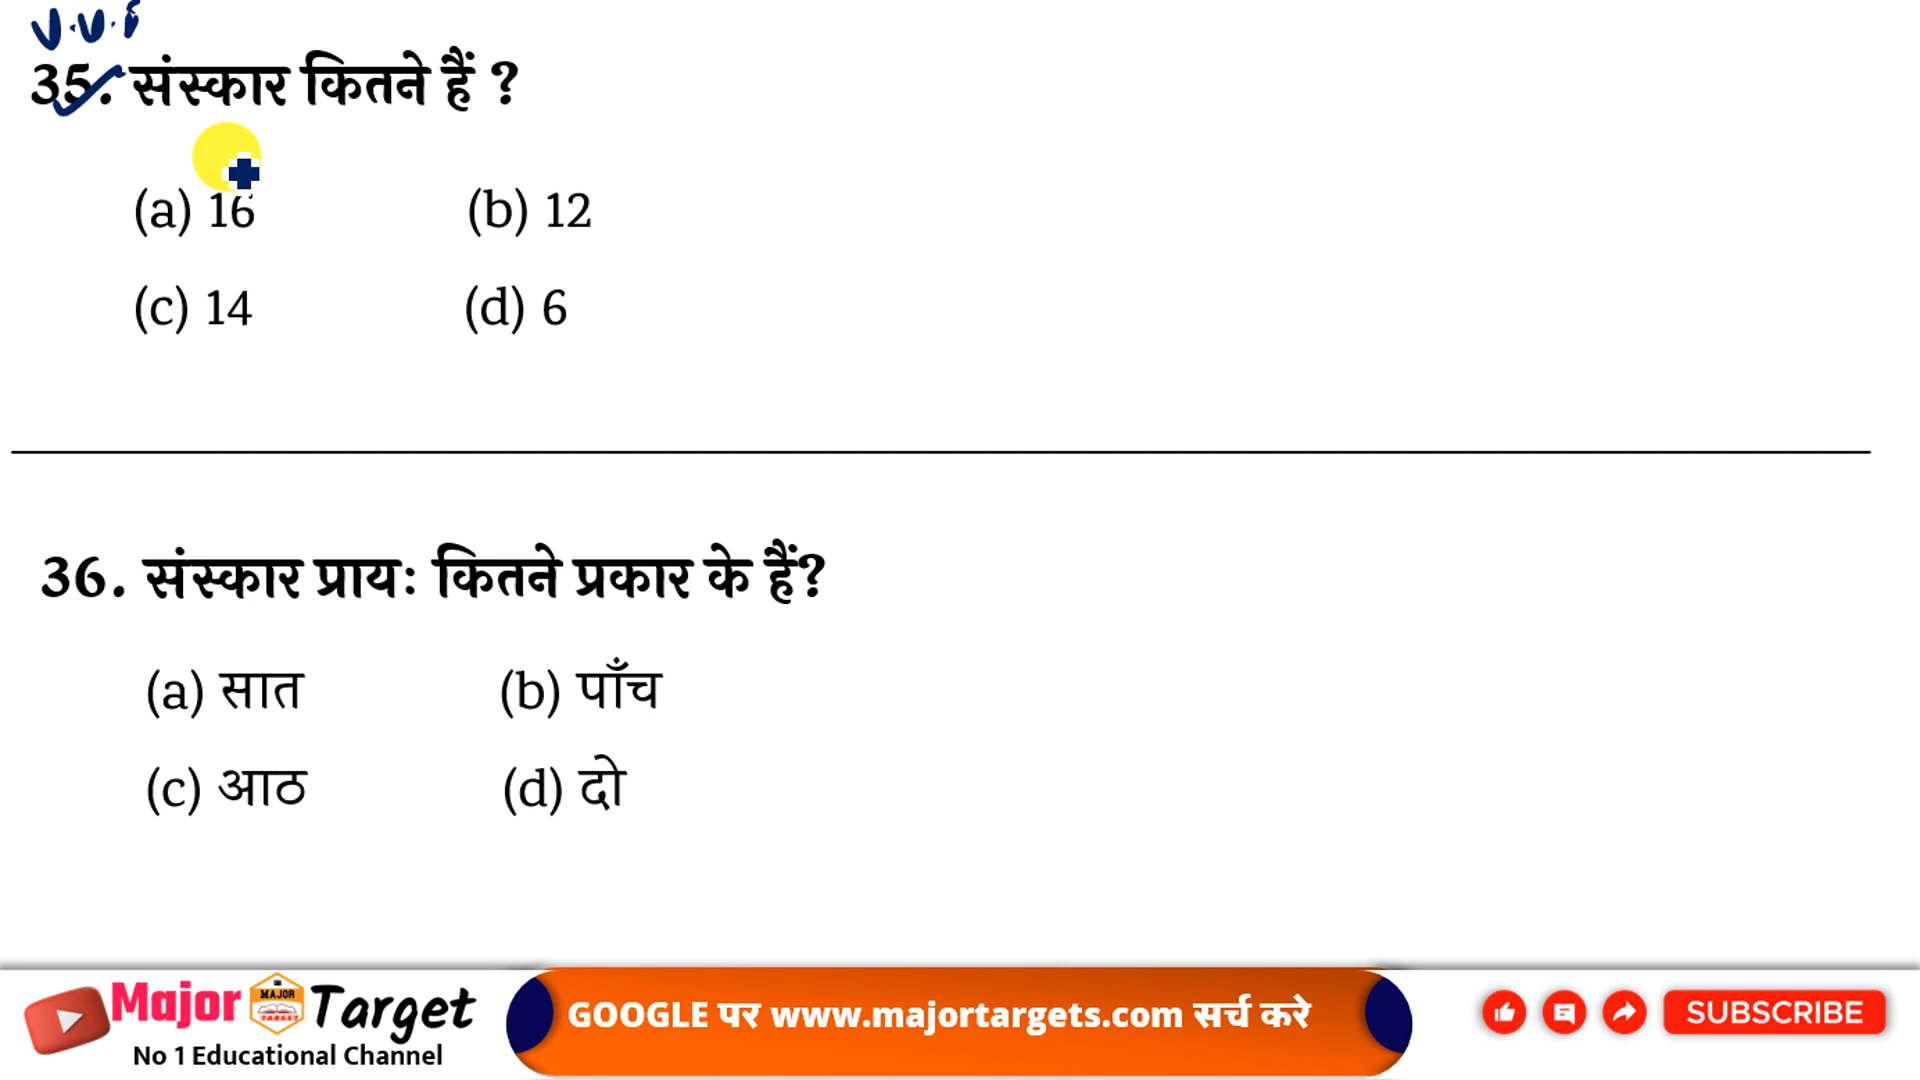 v.v.i
35. संस्कार कितने हैं ?
(a) 16 (b) 12
(c) 14 (d) 6
36. संस्कार प्रायः कितने प्रकार के हैं?
(a) सात (b) पाँच
(c) आठ (d) दो
Major MAJOR TARGET Target
No 1 Educational Channel
GOOGLE पर www.majortargets.com सर्च करे
SUBSCRIBE